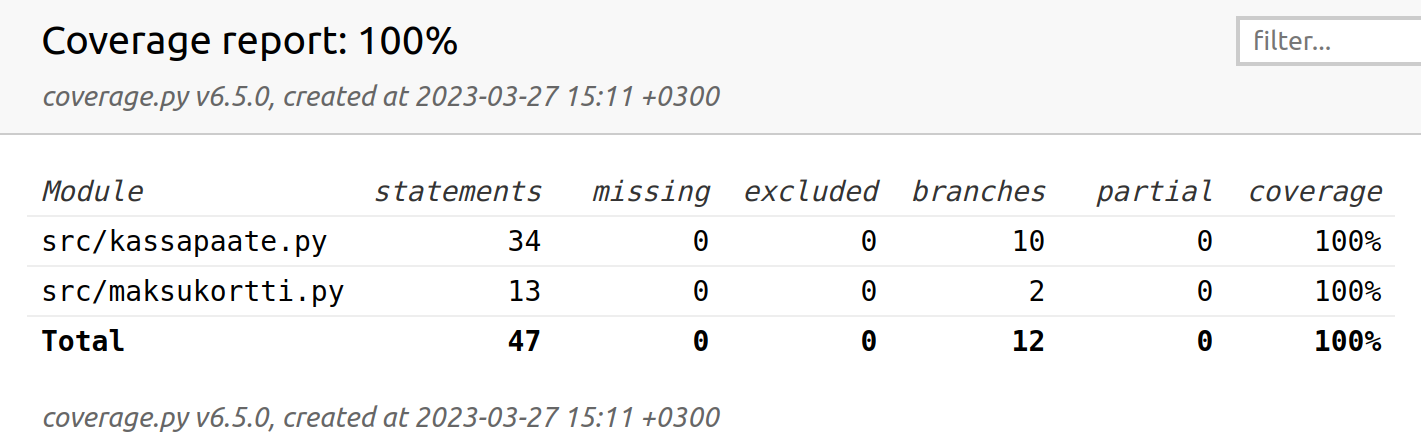 Coverage report: 100%
filter...
coverage.py v6.5.0, created at 2023-03-27 15:11 +0300
Module statements missing excluded branches partial coverage
src/kassapaate.py 34 0 0 10 0 100%
src/maksukortti.py 13 0 0 2 0 100%
Total 47 0 0 12 0 100%
coverage.py v6.5.0, created at 2023-03-27 15:11 +0300